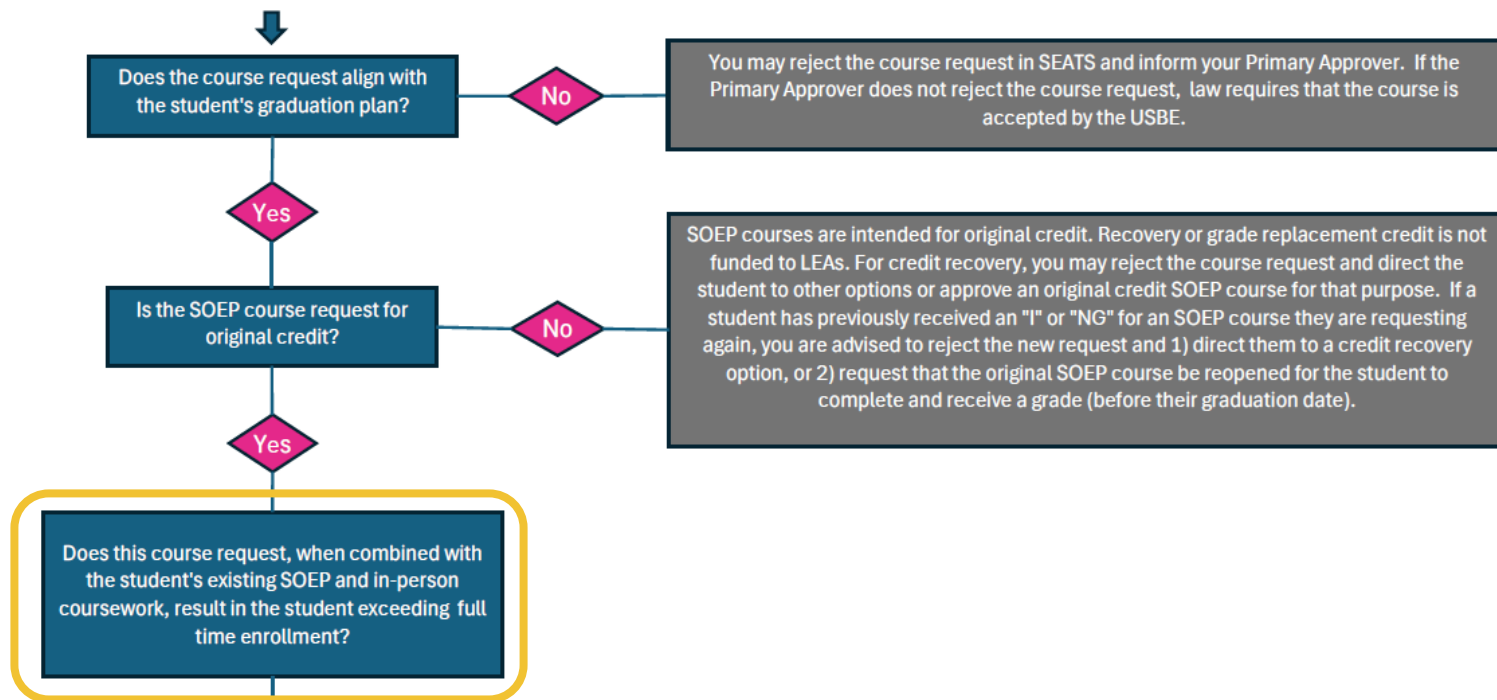 Does the course request align with
the student's graduation plan?
No
You may reject the course request in SEATS and inform your Primary Approver.  If the
Primary Approver does not reject the course request,  law requires that the course is
accepted by the USBE.
Yes
Is the SOEP course request for
original credit?
No
SOEP courses are intended for original credit. Recovery or grade replacement credit is not
funded to LEAs. For credit recovery, you may reject the course request and direct the
student to other options or approve an original credit SOEP course for that purpose.  If a
student has previously received an "I" or "NG" for an SOEP course they are requesting
again, you are advised to reject the new request and 1) direct them to a credit recovery
option, or 2) request that the original SOEP course be reopened for the student to
complete and receive a grade (before their graduation date).
Yes
Does this course request, when combined with
the student's existing SOEP and in-person
coursework, result in the student exceeding  full
time enrollment?